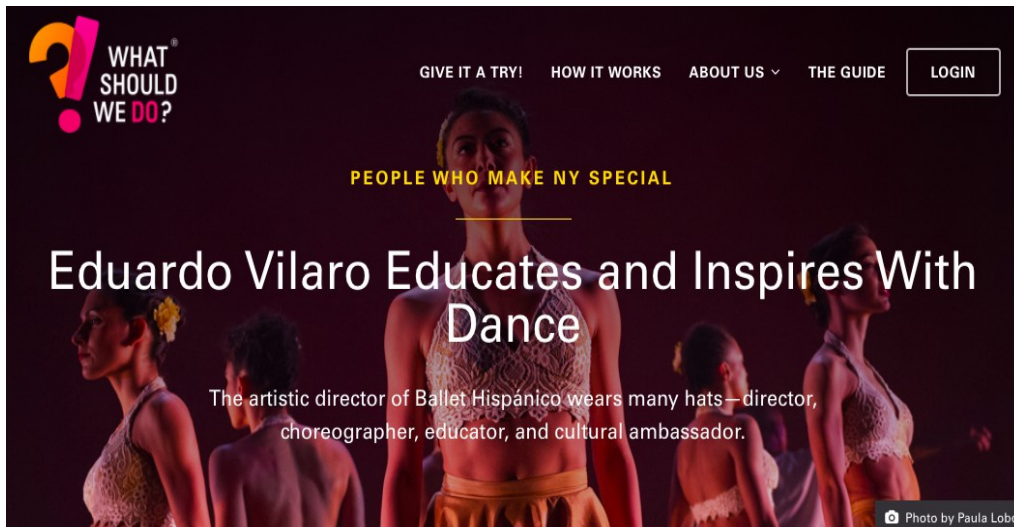 WHAT®
SHOULD
WE DO?
GIVE IT A TRY!
HOW IT WORKS
ABOUT US
THE GUIDE
LOGIN
PEOPLE WHO MAKE NY SPECIAL
Eduardo Vilaro Educates and Inspires With
Dance
The artistic director of Ballet Hispánico wears many hats—director,
choreographer, educator, and cultural ambassador.
Photo by Paula Lobo